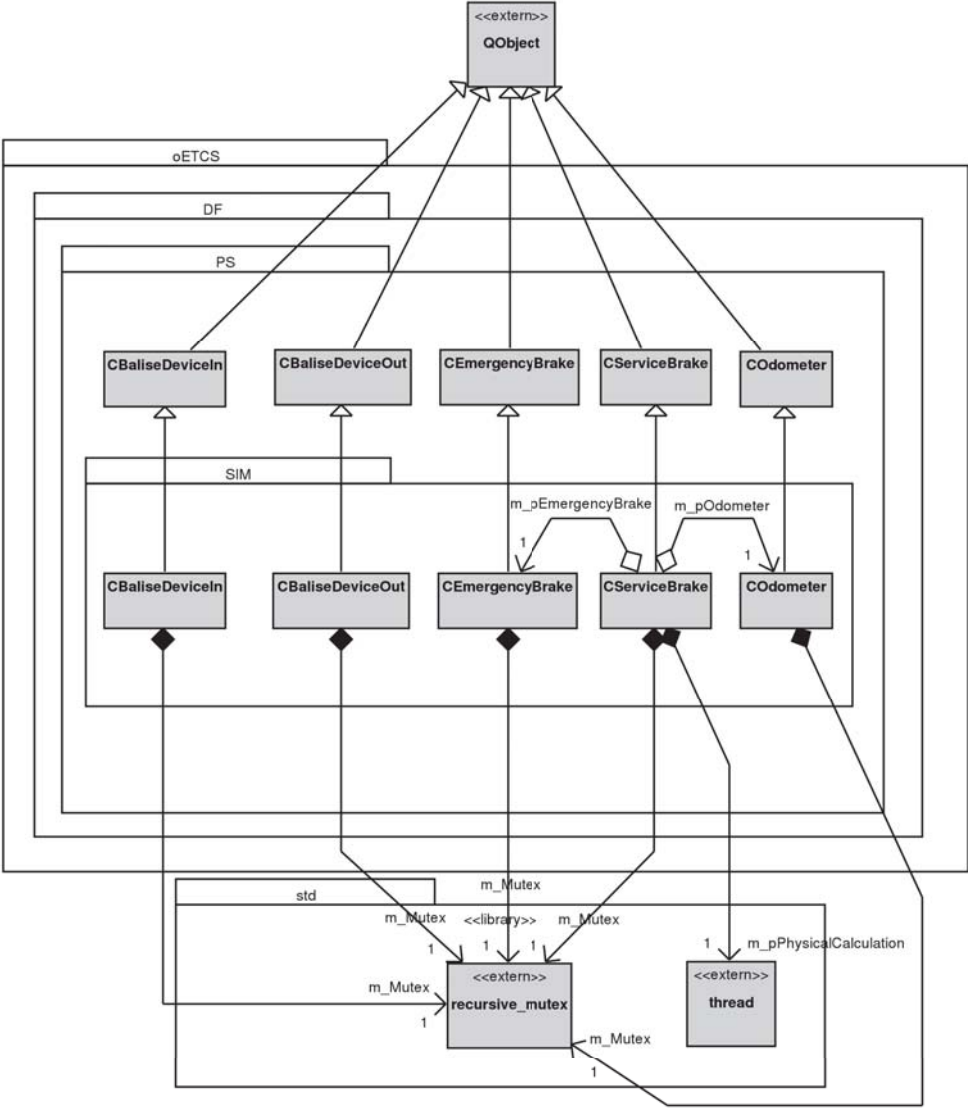 <<extern>>
QObject
oETCS
DF
PS
CBaliseDeviceIn
CBaliseDeviceOut
CEmergencyBrake
CServiceBrake
COdometer
SIM
m_pEmergencyBrake
m_pOdometer
1
1
CBaliseDeviceIn
CBaliseDeviceOut
CEmergencyBrake
CServiceBrake
COdometer
m_Mutex
std
m_Mutex
<<library>>
m_Mutex
1
1
1
1
m_pPhysicalCalculation
<<extern>>
recursive_mutex
<<extern>>
thread
m_Mutex
1
m_Mutex
1